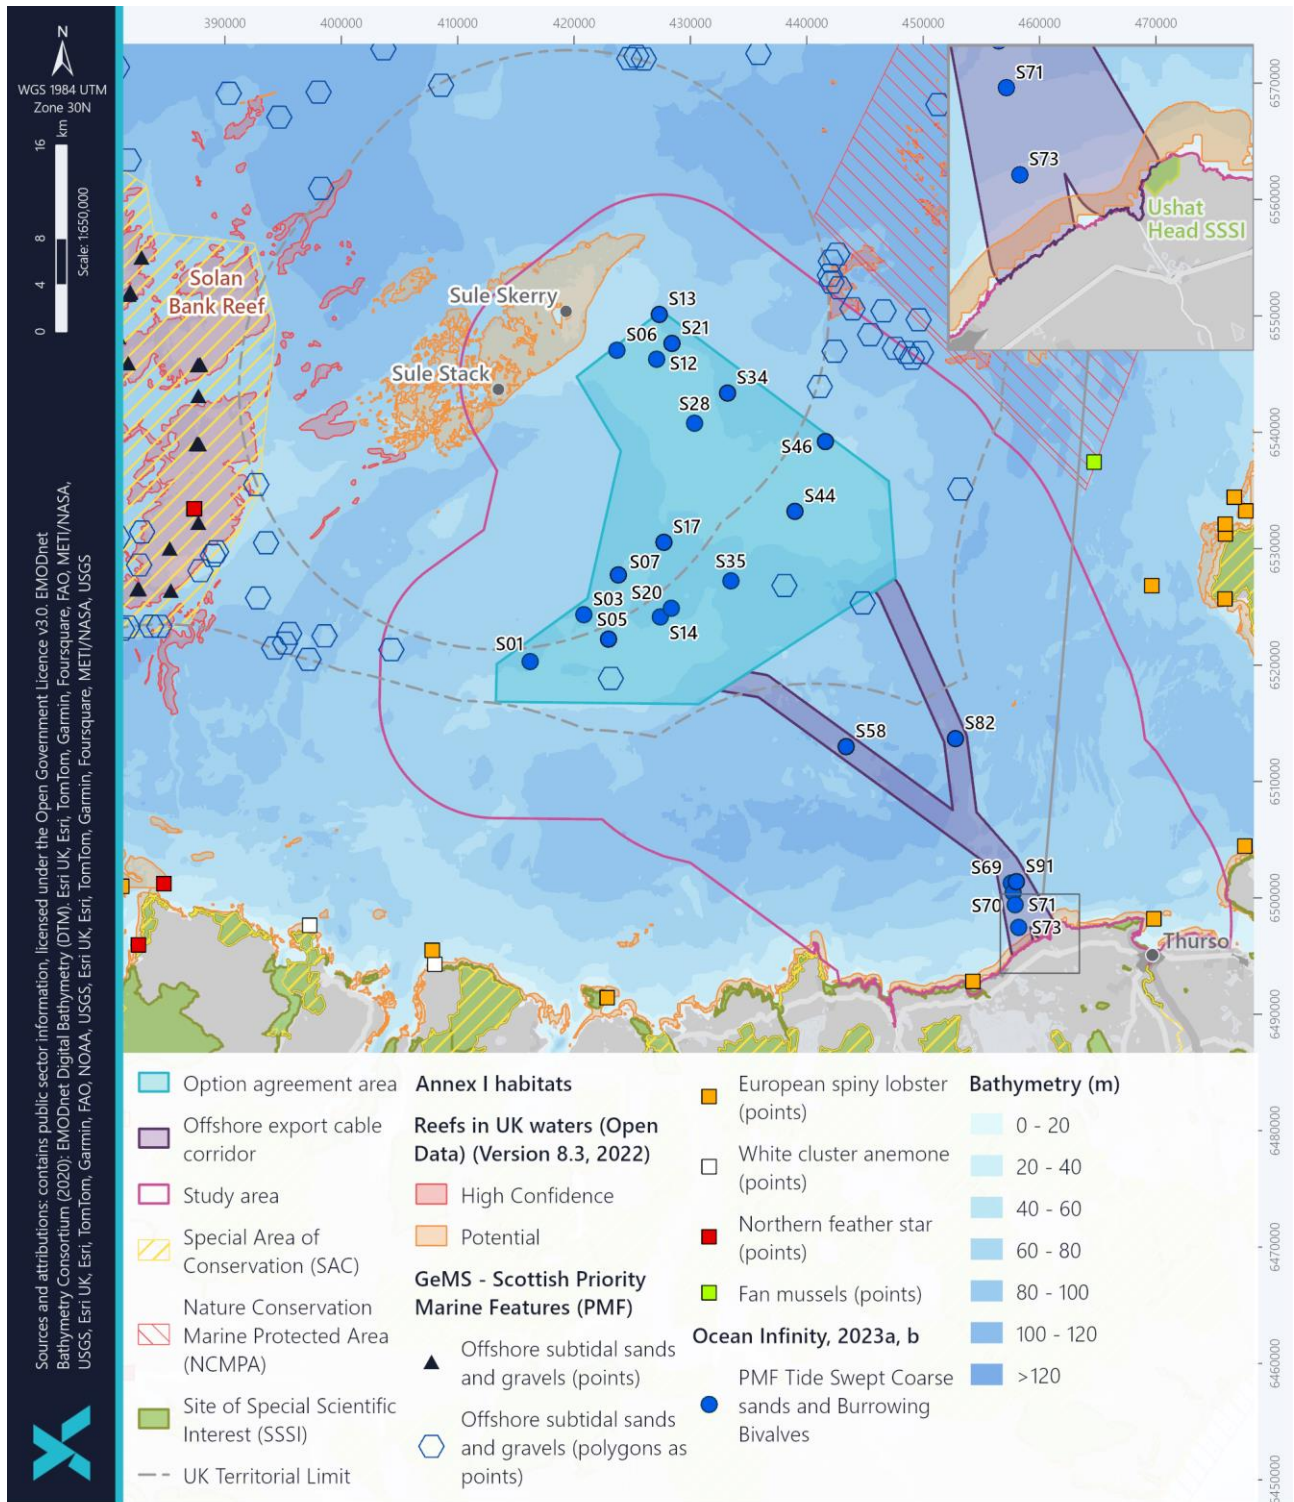 390000 400000 410000 420000 430000 440000 450000 460000 470000
N
WGS 1984 UTM
Zone 30N
km
0 4 8 16
Scale: 1:650,000
Sources and attributions: contains public sector information, licensed under the Open Government Licence v3.0. EMODnet
Bathymetry Consortium (2020); EMODnet Digital Bathymetry (DTM). Esri UK, Esri, TomTom, Garmin, Foursquare, FAO, METI/NASA,
USGS, Esri UK, Esri, TomTom, Garmin, FAO, NOAA, USGS, Esri UK, Esri, TomTom, Garmin, Foursquare, METI/NASA, USGS
6570000
6560000
6550000
6540000
6530000
6520000
6510000
6500000
6490000
6480000
6470000
6460000
6450000
S71
S73
Ushat
Head SSSI
Solan
Bank Reef
Sule Skerry
Sule Stack
S13
S06
S21
S12
S34
S28
S46
S44
S17
S07
S35
S20
S03
S05
S14
S01
S58
S82
S69
S91
S70
S71
S73
Thurso
Option agreement area
Offshore export cable
corridor
Study area
Special Area of
Conservation (SAC)
Nature Conservation
Marine Protected Area
(NCMPA)
Site of Special Scientific
Interest (SSSI)
UK Territorial Limit
Annex I habitats
Reefs in UK waters (Open
Data) (Version 8.3, 2022)
High Confidence
Potential
GeMS - Scottish Priority
Marine Features (PMF)
Offshore subtidal sands
and gravels (points)
Offshore subtidal sands
and gravels (polygons as
points)
European spiny lobster
(points)
White cluster anemone
(points)
Northern feather star
(points)
Fan mussels (points)
Ocean Infinity, 2023a, b
PMF Tide Swept Coarse
sands and Burrowing
Bivalves
Bathymetry (m)
0 - 20
20 - 40
40 - 60
60 - 80
80 - 100
100 - 120
>120